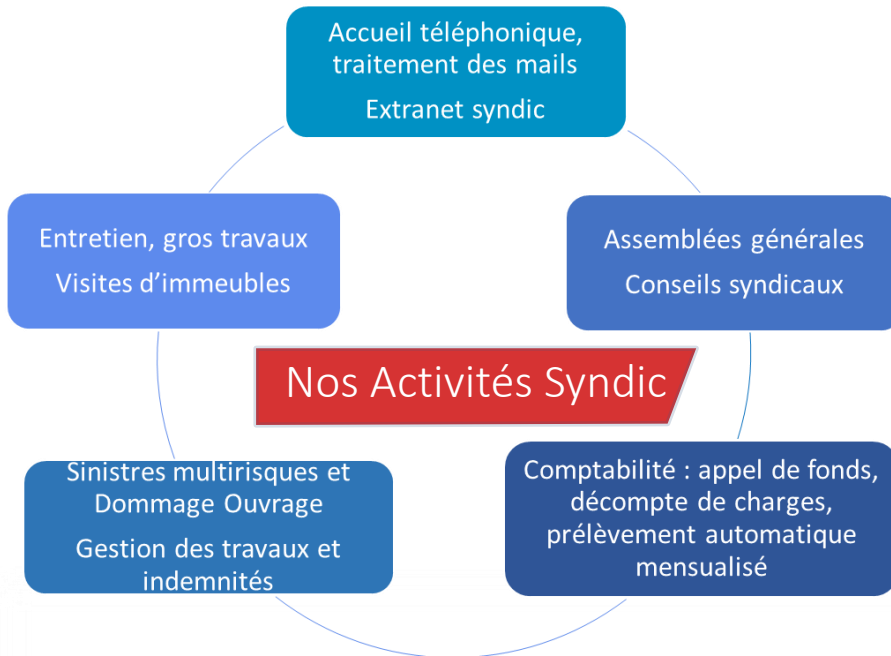 Accueil téléphonique,
traitement des mails
Extranet syndic
Entretien, gros travaux
Visites d’immeubles
Assemblées générales
Conseils syndicaux
Nos Activités Syndic
Sinistres multirisques et
Dommage Ouvrage
Gestion des travaux et
indemnités
Comptabilité : appel de fonds,
décompte de charges,
prélèvement automatique
mensualisé